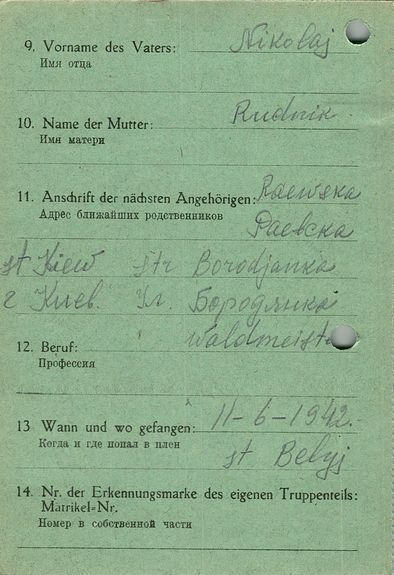 9. Vorname des Vaters: Nikolaj
Имя отца
10. Name der Mutter: Rudnik.
Имя матери
11. Anschrift der nächsten Angehörigen: Raewska
Адрес ближайших родственников Раевска
st Kiew str Borodjanka
г Киев. Ул. Бородянка
12. Beruf: Waldmeist
Профессия
13 Wann und wo gefangen: 11-6-1942.
Когда и где попал в плен
st Belyj
14. Nr. der Erkennungsmarke des eigenen Truppenteils:
Matrikel=Nr.
Номер в собственной части